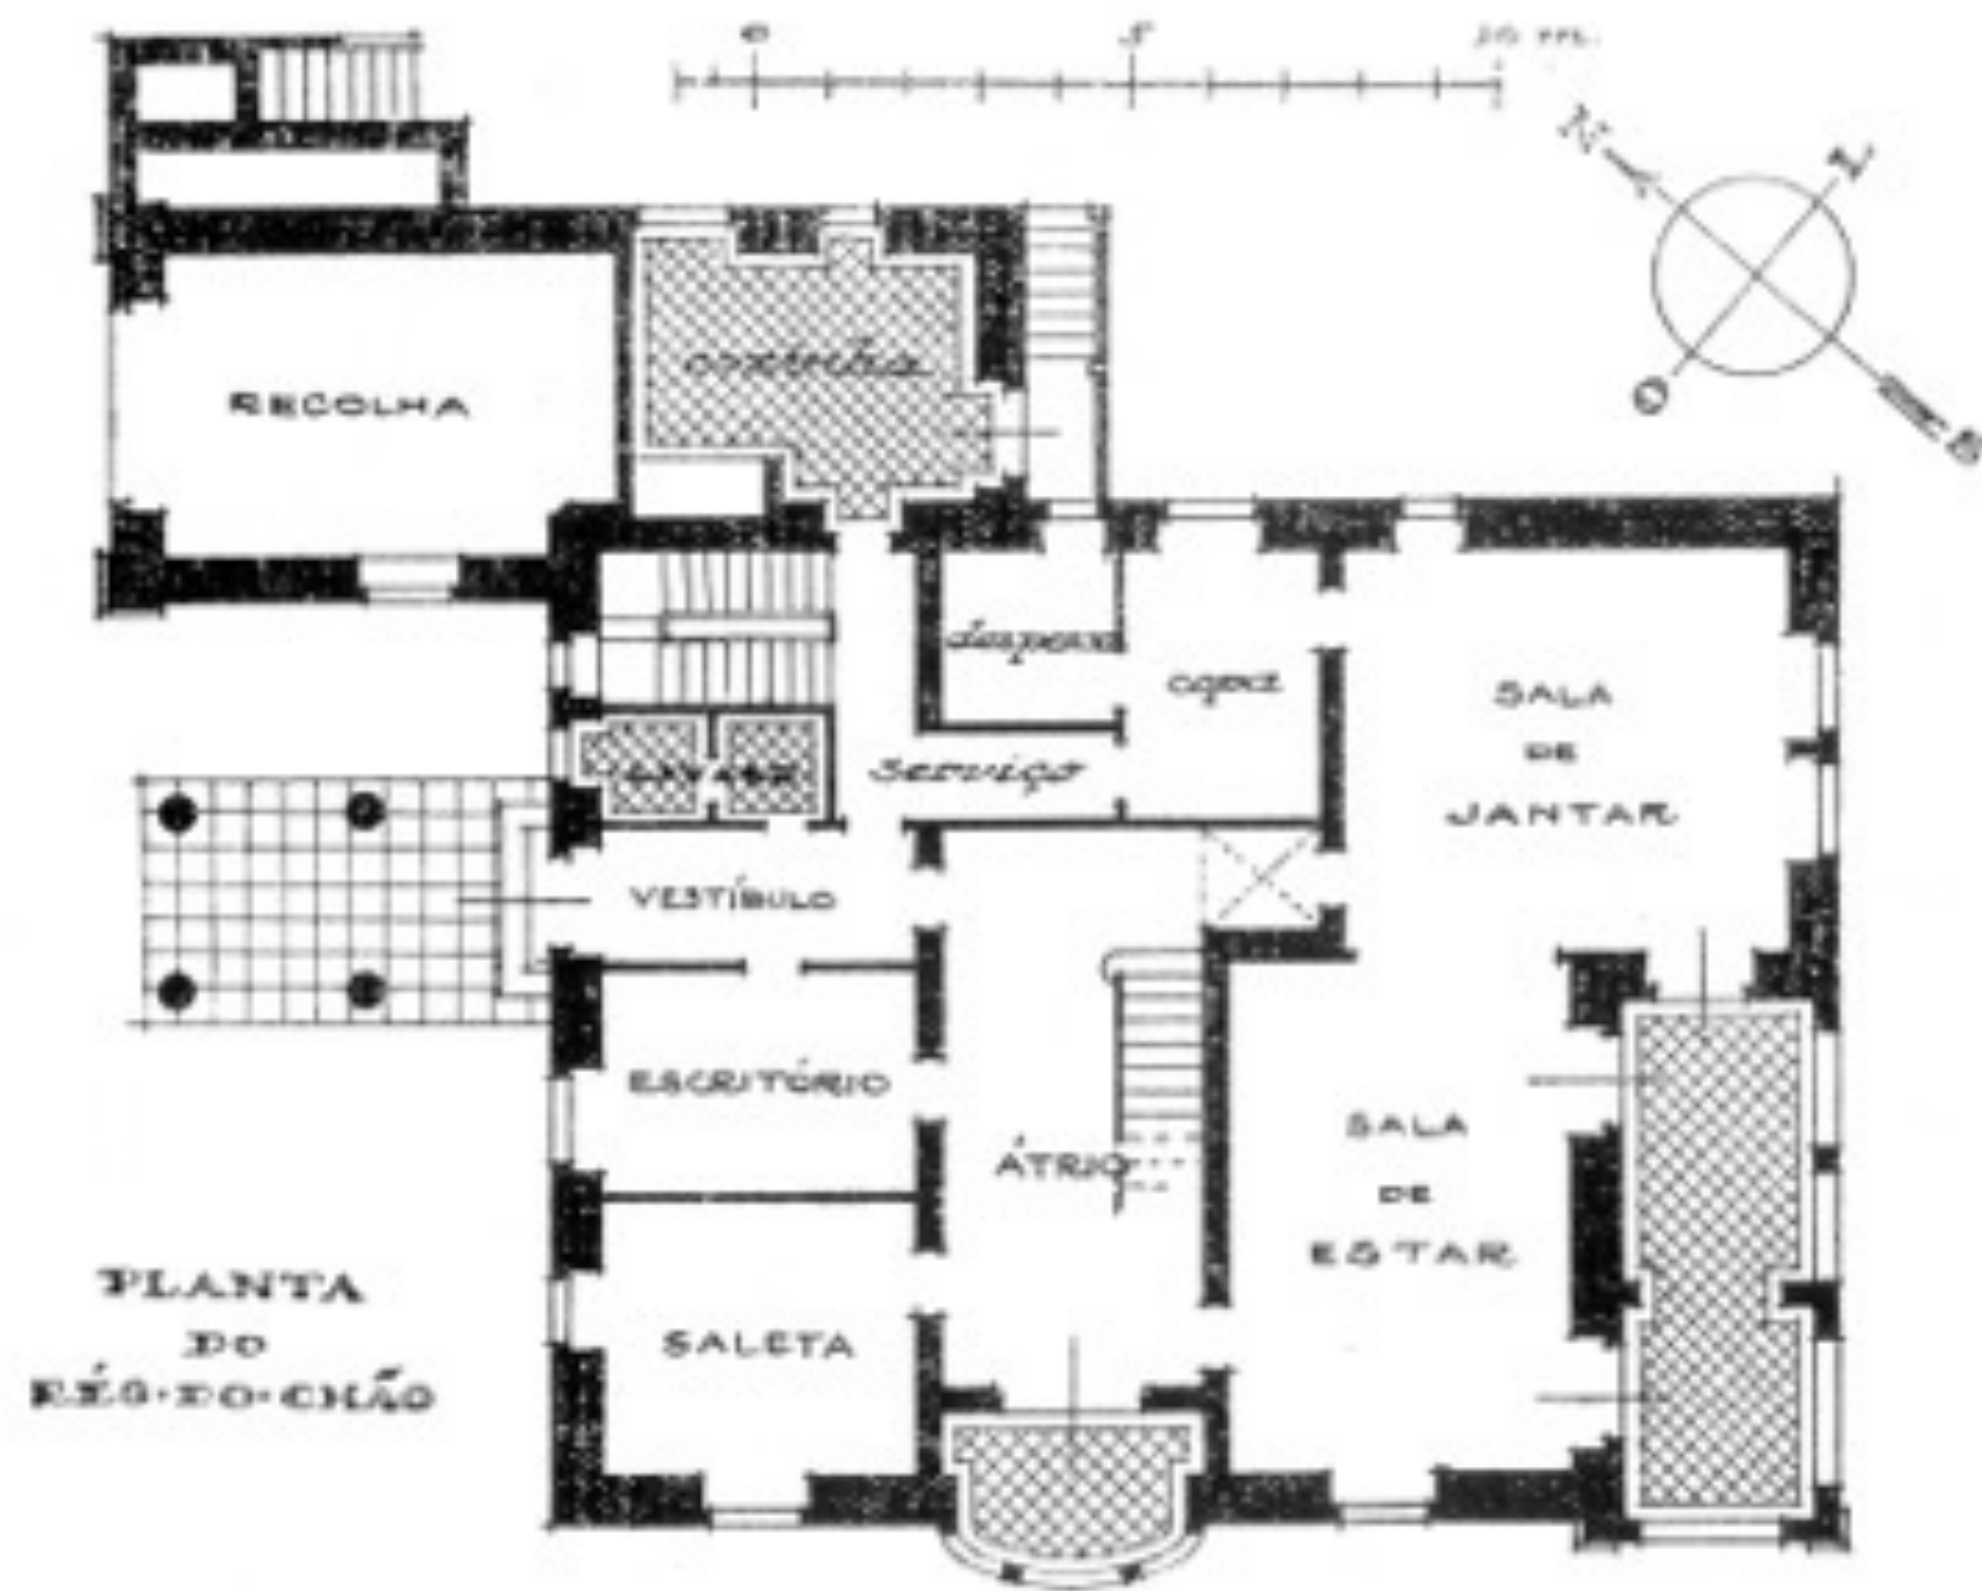 0 5 10 m.
N L
O S
RECOLHA
cozinha
despensa
copa
SALA
DE
JANTAR
serviço
VESTÍBULO
ESCRITÓRIO
ÁTRIO
SALA
DE
ESTAR
SALETA
PLANTA
DO
RÉS-DO-CHÃO